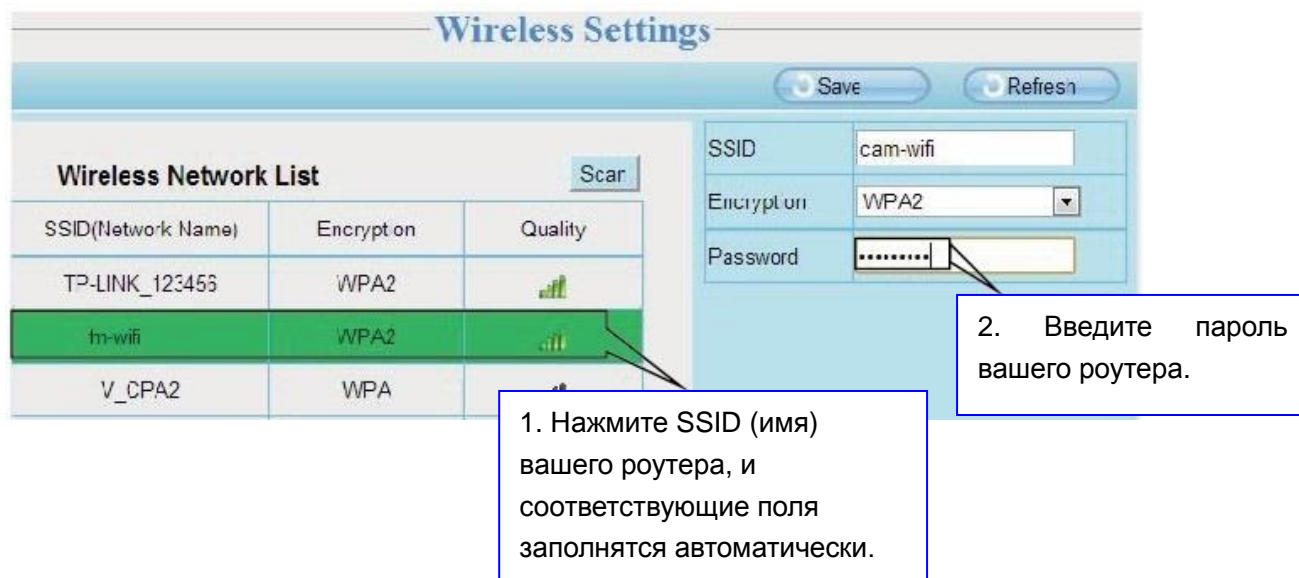 Wireless Settings
Save Refresh
Wireless Network List Scan
SSID cam-wifi
Encryption WPA2
Password •••••••••
SSID(Network Name) Encryption Quality
TP-LINK_123456 WPA2
fm-wifi WPA2
V_CPA2 WPA
1. Нажмите SSID (имя)
вашего роутера, и
соответствующие поля
заполнятся автоматически.
2. Введите пароль
вашего роутера.